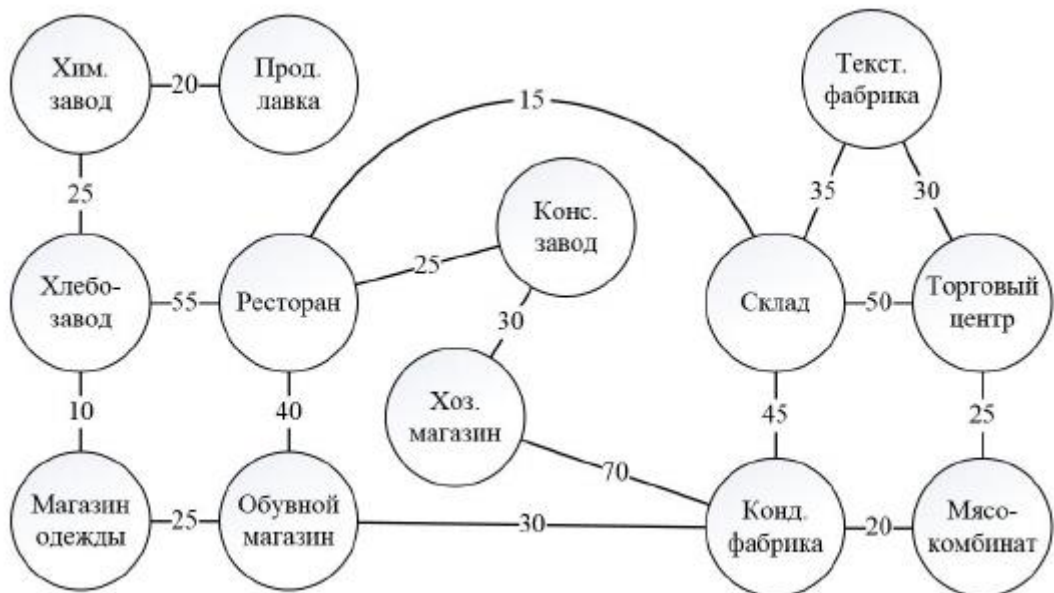 Хим.
завод
20
Прод.
лавка
15
Текст.
фабрика
25
35
30
Конс.
завод
Хлебо-
завод
55
Ресторан
25
Склад
50
Торговый
центр
30
10
40
Хоз.
магазин
45
25
70
Магазин
одежды
25
Обувной
магазин
30
Конд.
фабрика
20
Мясо-
комбинат